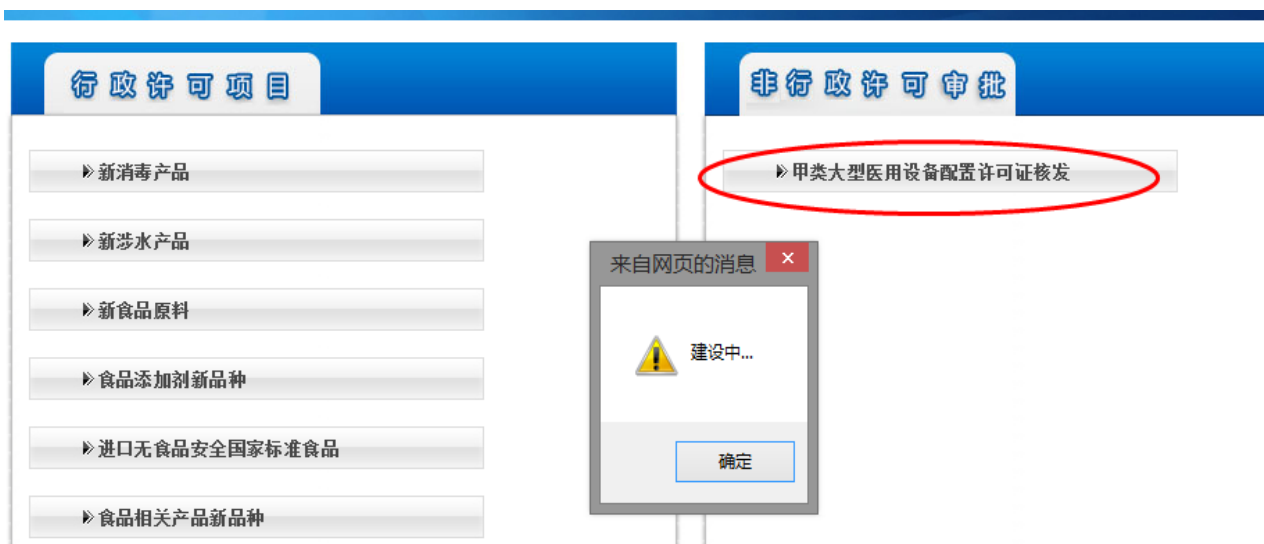 行政许可项目
非行政许可审批
新消毒产品
甲类大型医用设备配置许可证核发
新涉水产品
新食品原料
食品添加剂新品种
进口无食品安全国家标准食品
食品相关产品新品种
来自网页的消息
建设中...
确定